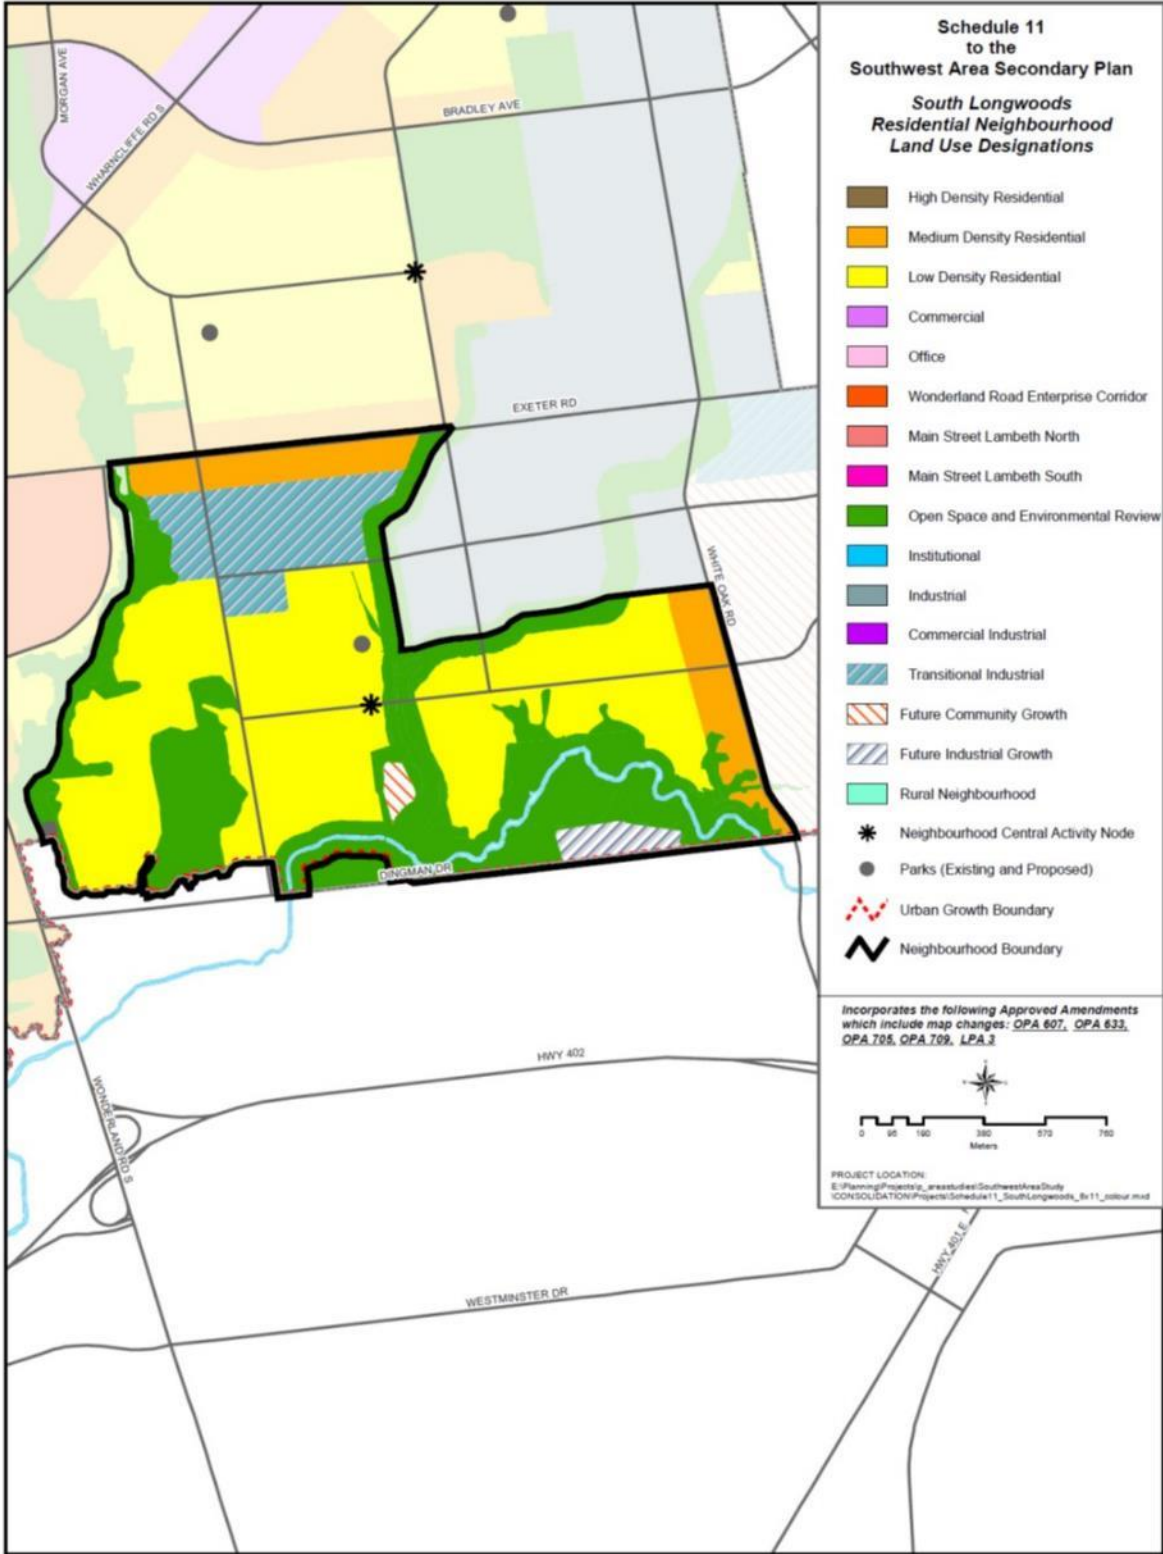 Schedule 11
to the
Southwest Area Secondary Plan
South Longwoods
Residential Neighbourhood
Land Use Designations
High Density Residential
Medium Density Residential
Low Density Residential
Commercial
Office
Wonderland Road Enterprise Corridor
Main Street Lambeth North
Main Street Lambeth South
Open Space and Environmental Review
Institutional
Industrial
Commercial Industrial
Transitional Industrial
Future Community Growth
Future Industrial Growth
Rural Neighbourhood
Neighbourhood Central Activity Node
Parks (Existing and Proposed)
Urban Growth Boundary
Neighbourhood Boundary
Incorporates the following Approved Amendments
which include map changes: OPA 607, OPA 633,
OPA 705, OPA 709, LPA 3
0 95 190 380 570 760
Meters
PROJECT LOCATION:
MORGAN AVE
WHARNCLIFFE RD S
BRADLEY AVE
EXETER RD
WHITE OAK RD
DINGMAN DR
HWY 402
WONDERLAND RD S
HWY 401 E
WESTMINSTER DR